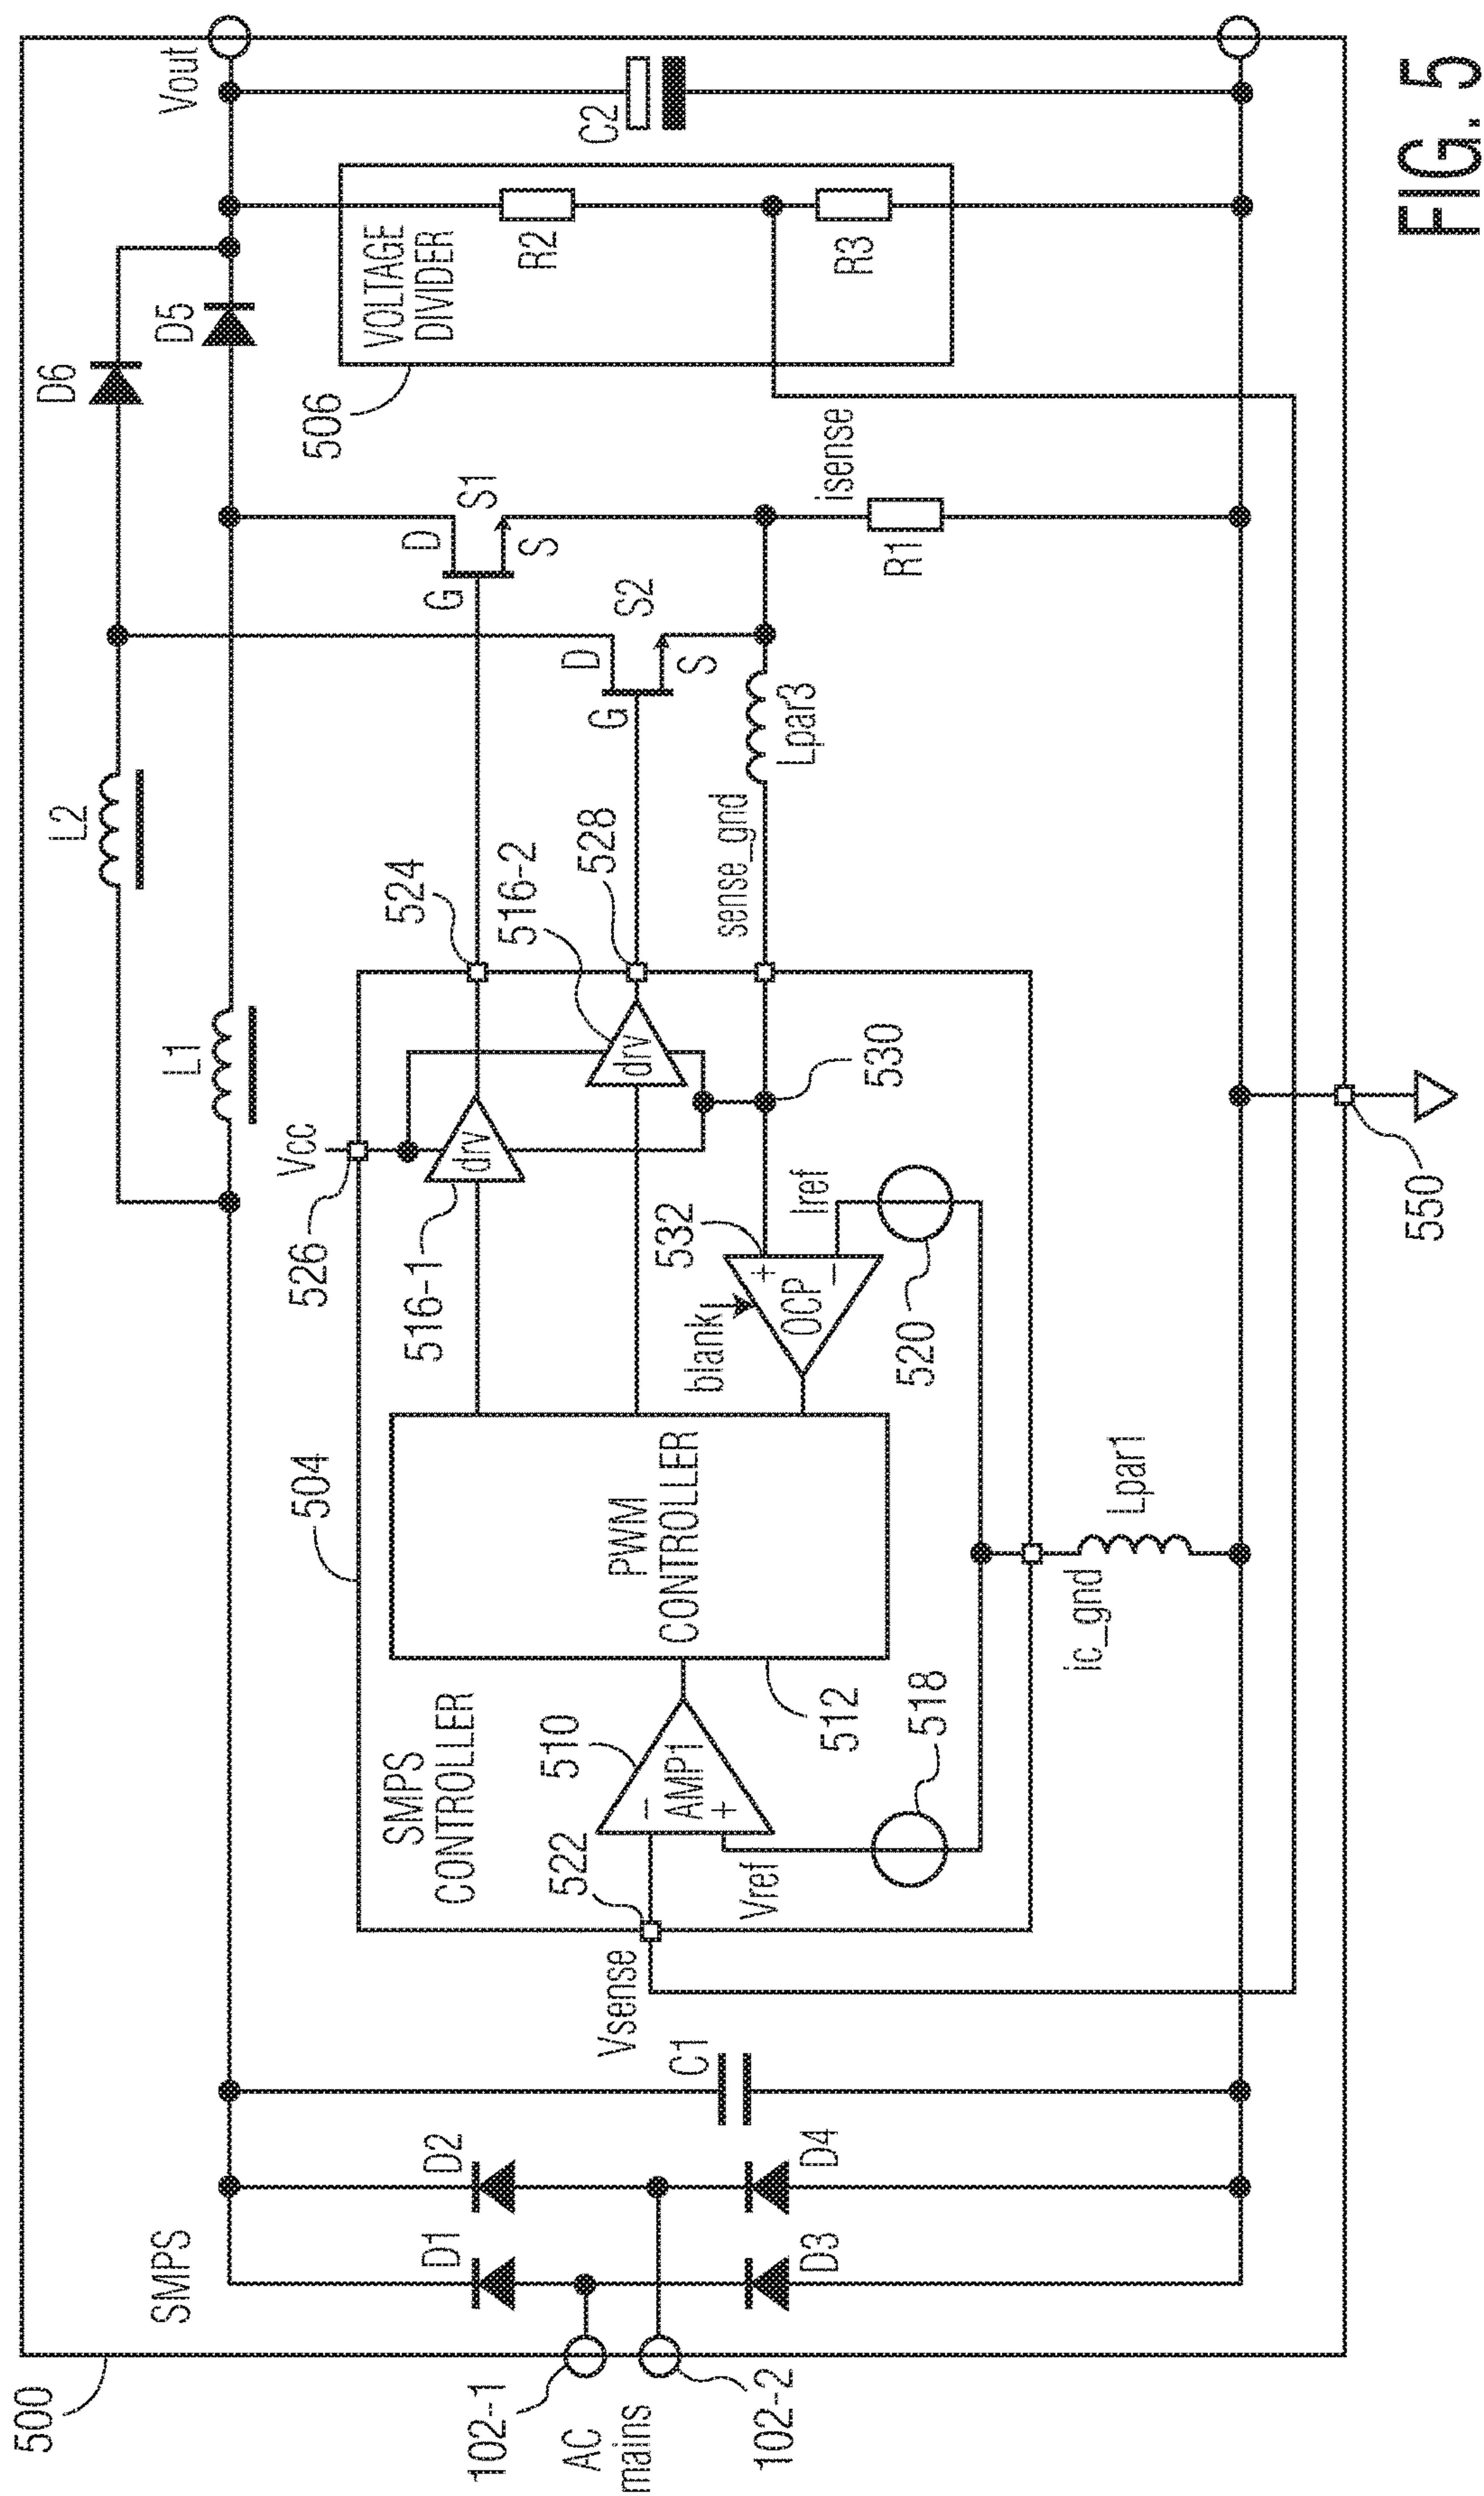 500
SMPS
102-1
AC
mains
102-2
D1
D2
D3
D4
C1
Vsense
522
SMPS
CONTROLLER
504
510
AMP1
−
+
Vref
518
512
PWM
CONTROLLER
ic_gnd
Lpar1
526
Vcc
516-1
drv
516-2
drv
524
528
530
532
blank
OCP
+
−
Iref
520
550
L1
L2
sense_gnd
Lpar3
G
D
S
S2
G
D
S
S1
isense
R1
D6
D5
506
VOLTAGE
DIVIDER
R2
R3
C2
Vout
FIG. 5